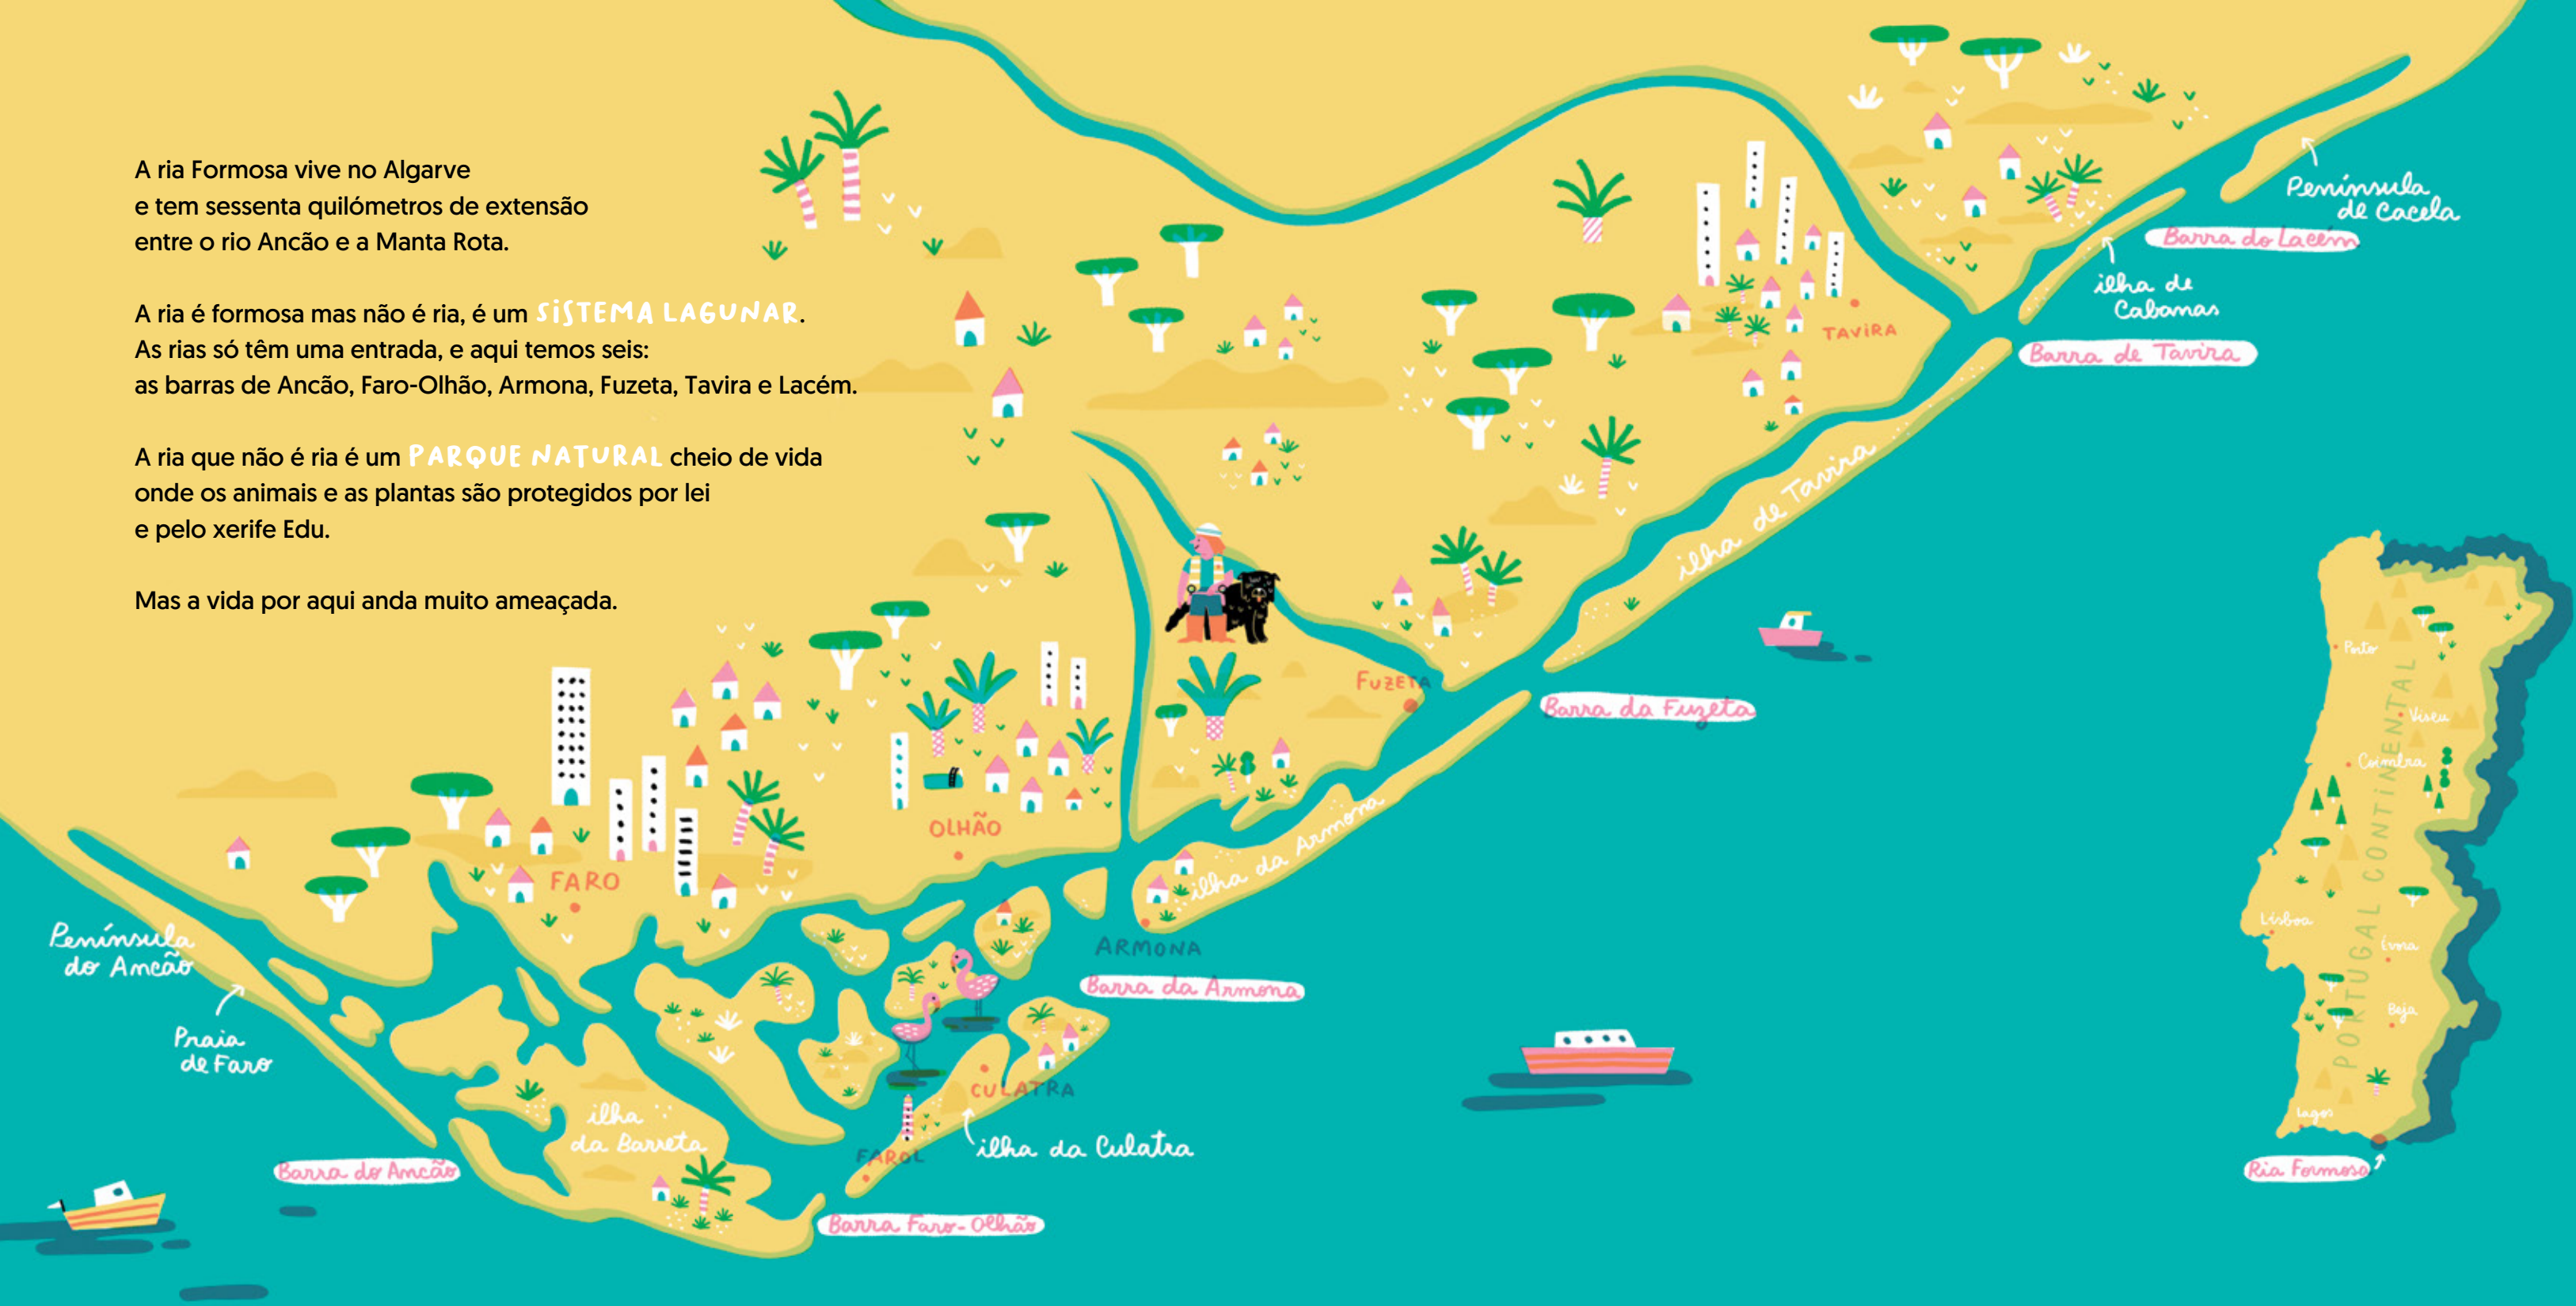 A ria Formosa vive no Algarve
e tem sessenta quilómetros de extensão
entre o rio Ancão e a Manta Rota.
A ria é formosa mas não é ria, é um SiSTEMA LAGUNAR.
As rias só têm uma entrada, e aqui temos seis:
as barras de Ancão, Faro-Olhão, Armona, Fuzeta, Tavira e Lacém.
A ria que não é ria é um PARQUE NATURAL cheio de vida
onde os animais e as plantas são protegidos por lei
e pelo xerife Edu.
Mas a vida por aqui anda muito ameaçada.
Península
de Cacela
Barra do Lacém
ilha de
Cabanas
TAViRA
Barra de Tavira
ilha de Tavira
FUZETA
Barra da Fuzeta
OLHÃO
ilha da Armona
FARO
ARMONA
Barra da Armona
Península
do Ancão
Praia
de Faro
CULATRA
ilha
da Barreta
ilha da Culatra
FAROL
Barra do Ancão
Barra Faro-Olhão
Porto
Viseu
Coimbra
PORTUGAL CONTiNENTAL
Lisboa
Évora
Beja
Lagos
Ria Formosa